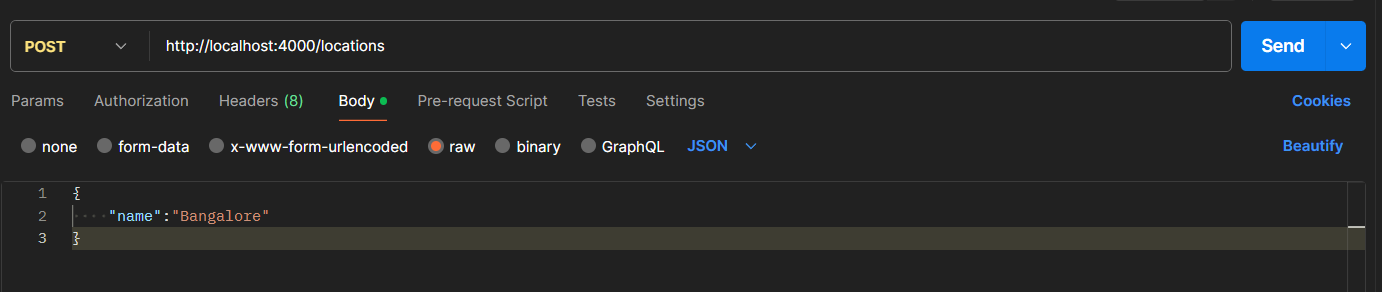 POST http://localhost:4000/locations Send
Params Authorization Headers (8) Body Pre-request Script Tests Settings Cookies
none form-data x-www-form-urlencoded raw binary GraphQL JSON Beautify
1 {
2 "name":"Bangalore"
3 }